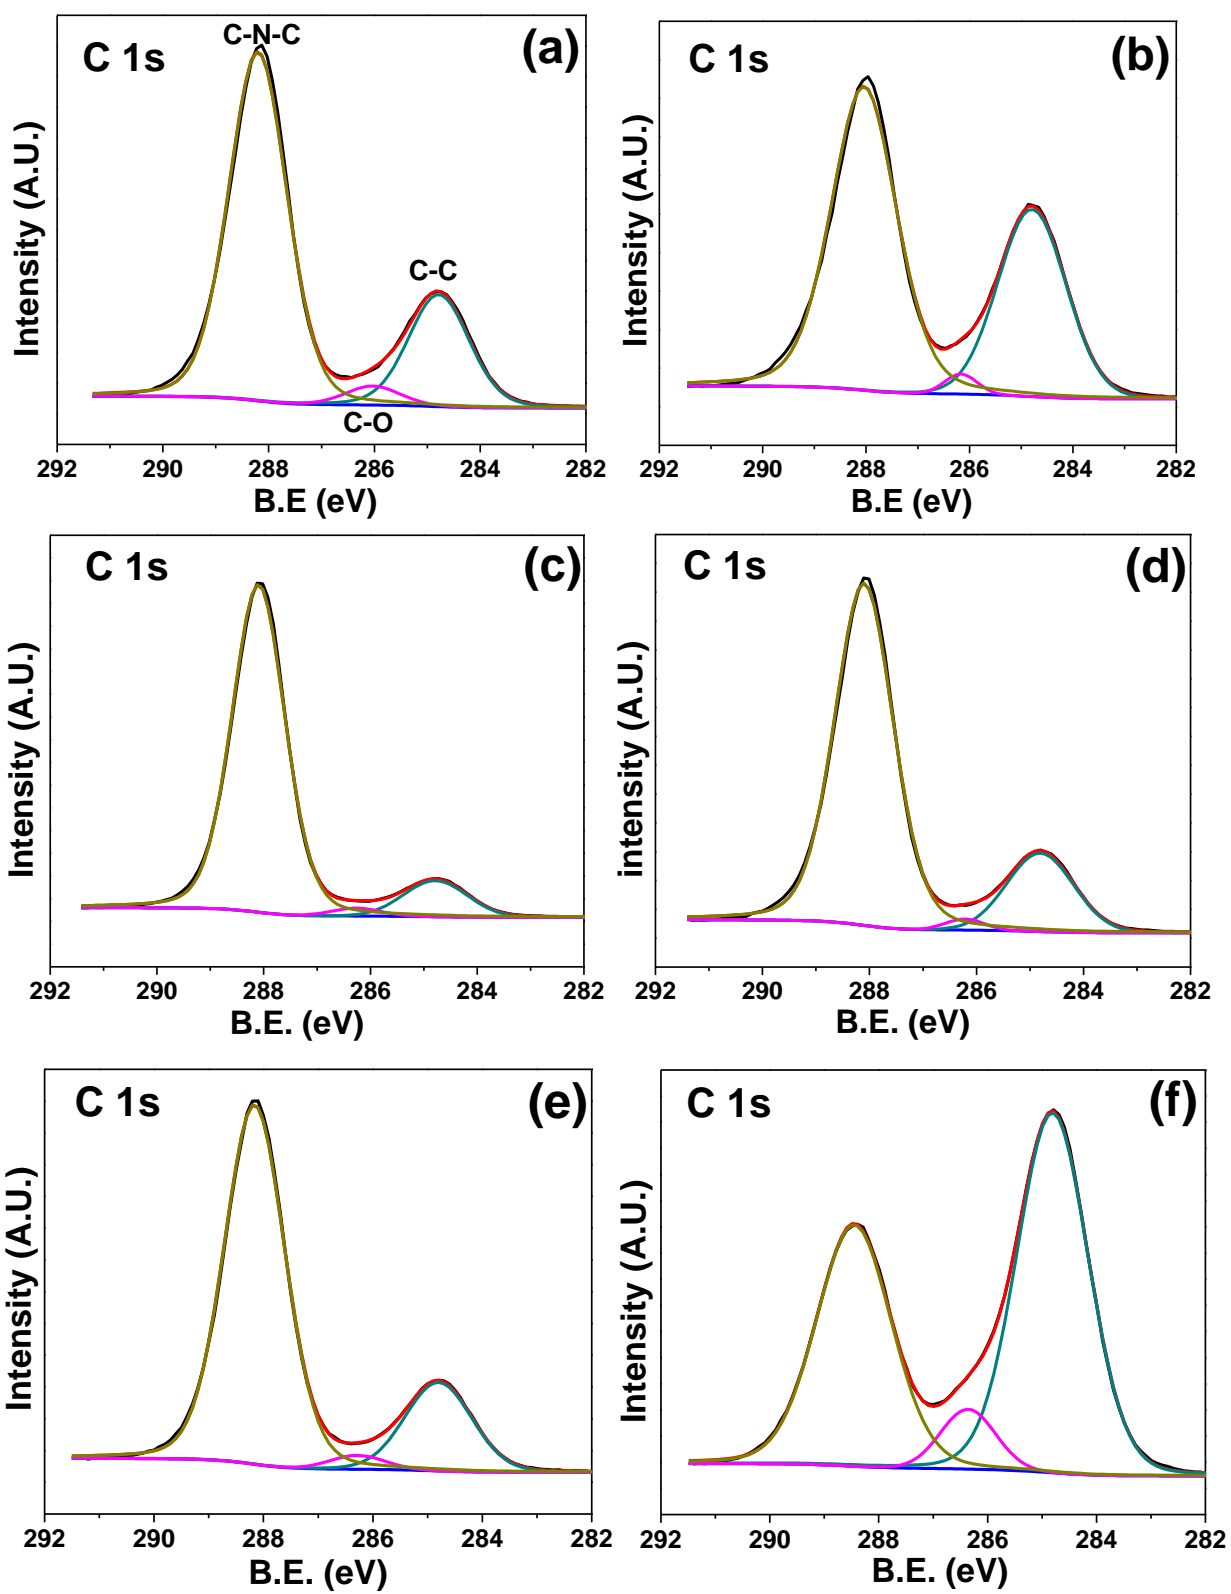 C 1s
C-N-C
(a)
C-C
C-O
Intensity (A.U.)
292 290 288 286 284 282
B.E (eV)
C 1s
(b)
Intensity (A.U.)
292 290 288 286 284 282
B.E (eV)
C 1s
(c)
Intensity (A.U.)
292 290 288 286 284 282
B.E. (eV)
C 1s
(d)
intensity (A.U.)
292 290 288 286 284 282
B.E. (eV)
C 1s
(e)
Intensity (A.U.)
292 290 288 286 284 282
B.E. (eV)
C 1s
(f)
Intensity (A.U.)
292 290 288 286 284 282
B.E. (eV)